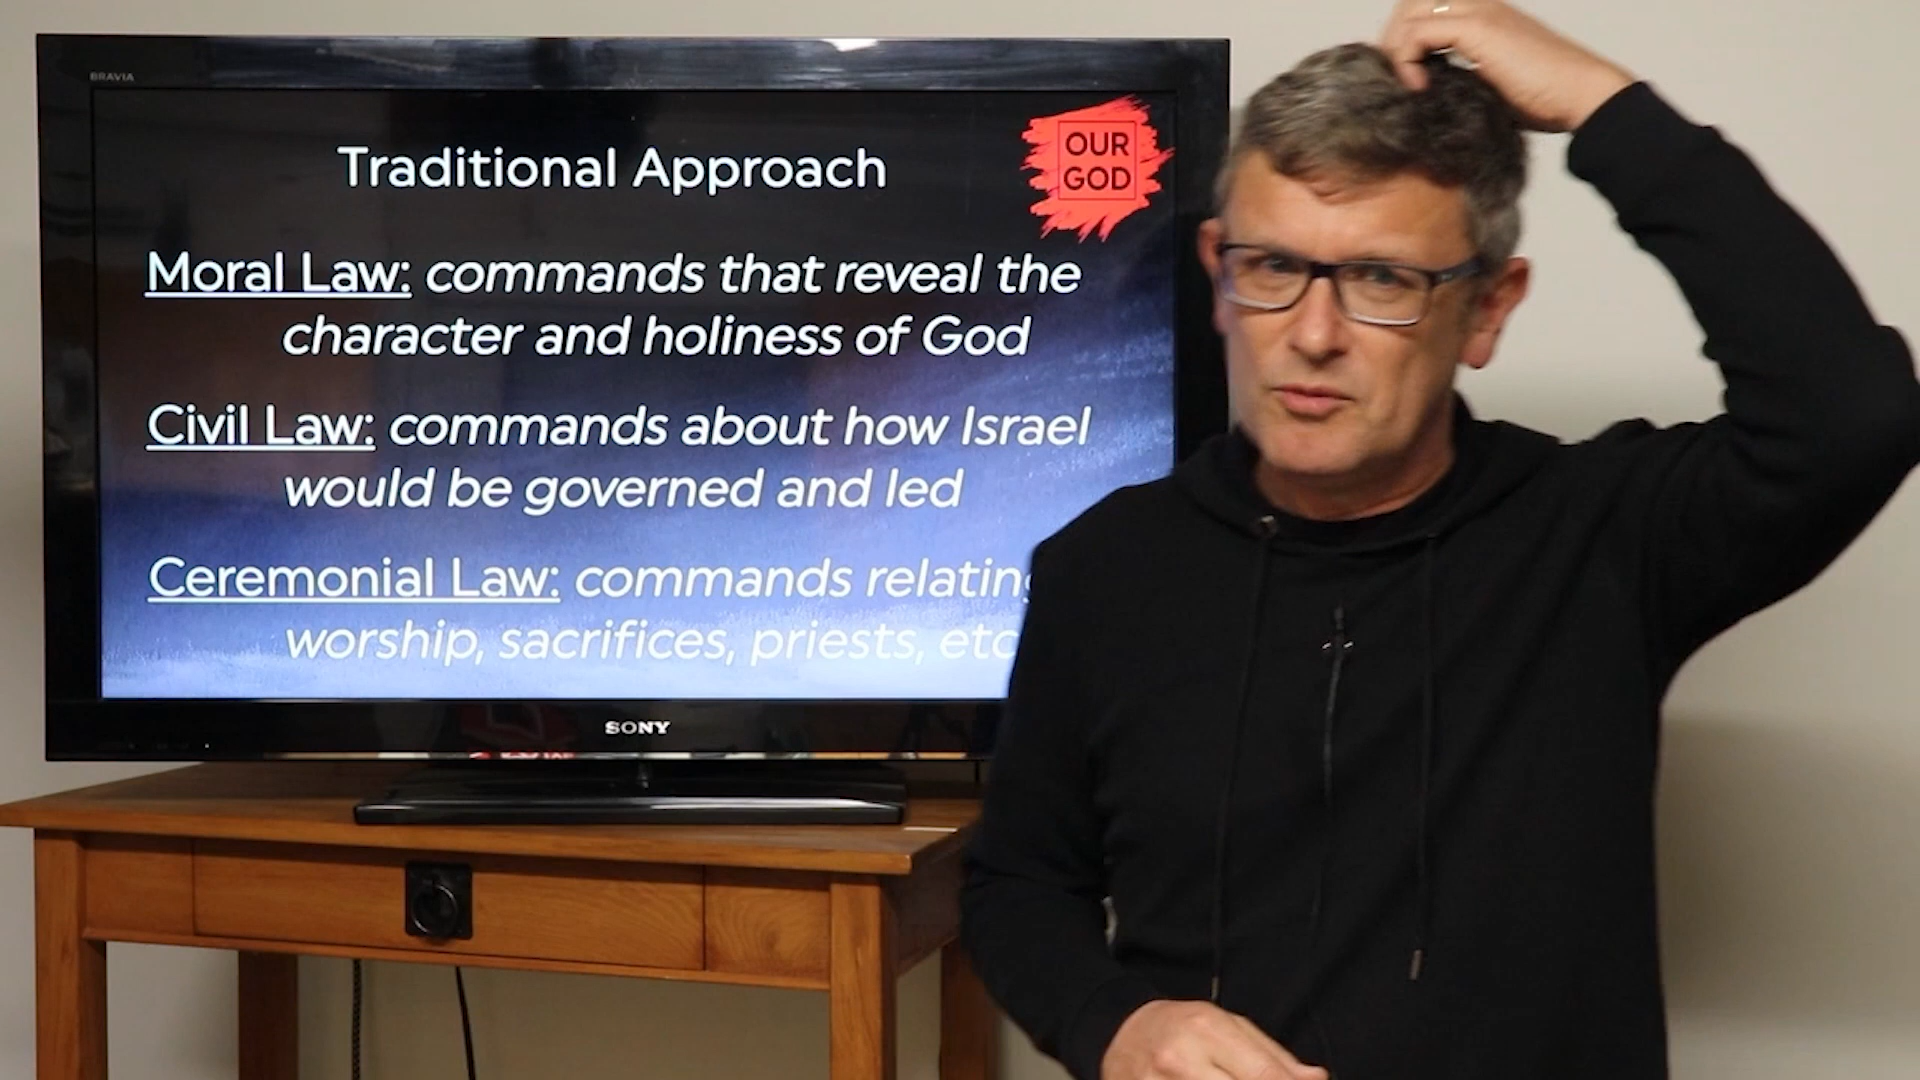 BRAVIA
Traditional Approach
OUR
GOD
Moral Law: commands that reveal the
character and holiness of God
Civil Law: commands about how Israel
would be governed and led
Ceremonial Law: commands relating
worship, sacrifices, priests, etc
SONY